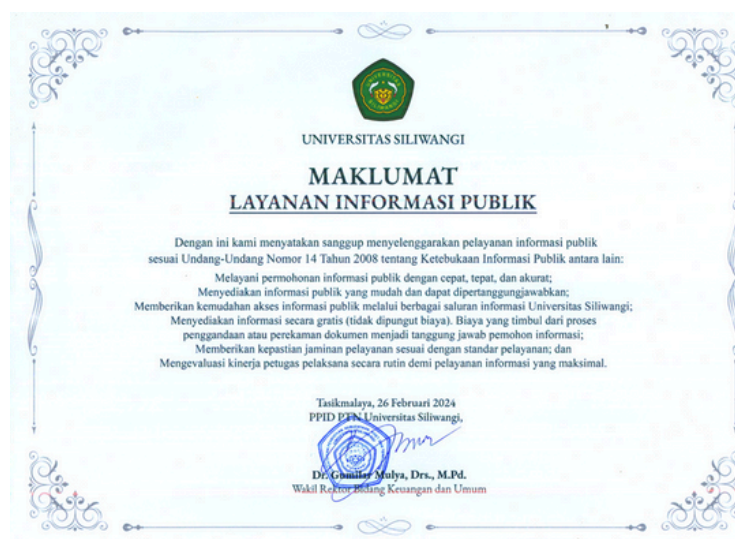 UNIVERSITAS SILIWANGI
UNIVERSITAS SILIWANGI
MAKLUMAT
LAYANAN INFORMASI PUBLIK
Dengan ini kami menyatakan sanggup menyelenggarakan pelayanan informasi publik
sesuai Undang-Undang Nomor 14 Tahun 2008 tentang Ketebukaan Informasi Publik antara lain:
Melayani permohonan informasi publik dengan cepat, tepat, dan akurat;
Menyediakan informasi publik yang mudah dan dapat dipertanggungjawabkan;
Memberikan kemudahan akses informasi publik melalui berbagai saluran informasi Universitas Siliwangi;
Menyediakan informasi secara gratis (tidak dipungut biaya). Biaya yang timbul dari proses
penggandaan atau perekaman dokumen menjadi tanggung jawab pemohon informasi;
Memberikan kepastian jaminan pelayanan sesuai dengan standar pelayanan; dan
Mengevaluasi kinerja petugas pelaksana secara rutin demi pelayanan informasi yang maksimal.
Tasikmalaya, 26 Februari 2024
PPID PTN Universitas Siliwangi,
Dr. Gumilar Mulya, Drs., M.Pd.
Wakil Rektor Bidang Keuangan dan Umum